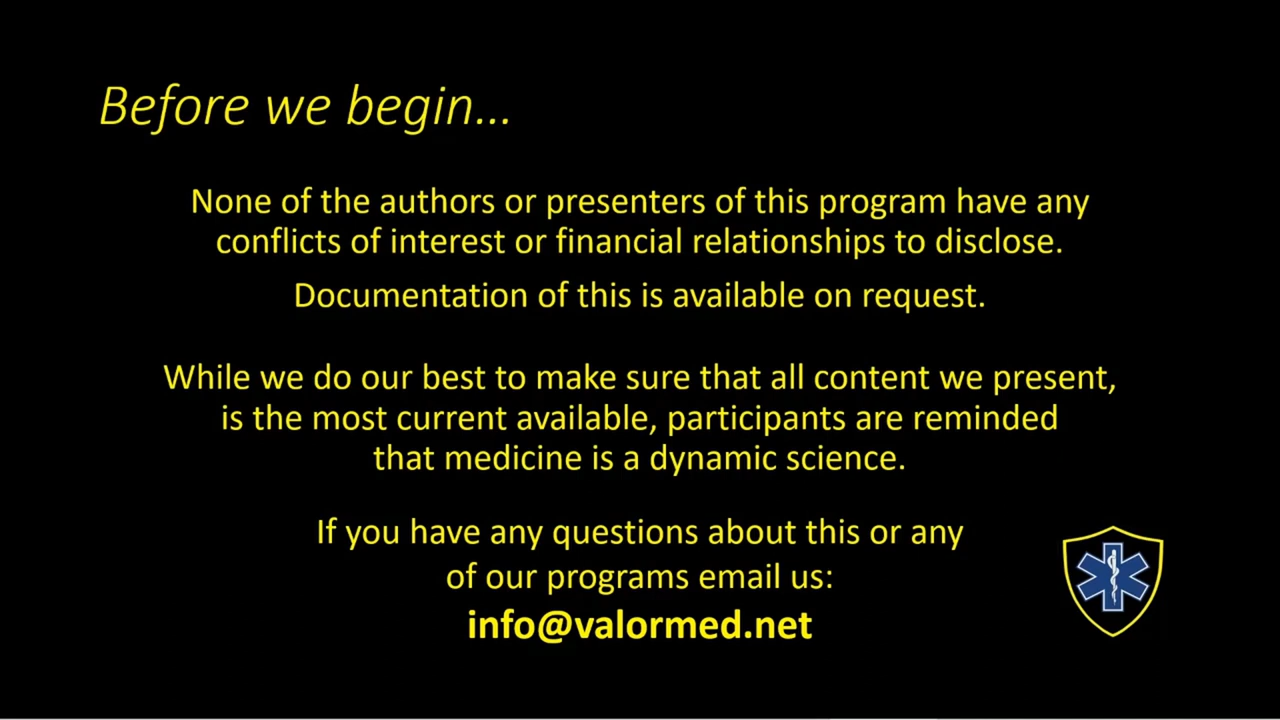 Before we begin...
None of the authors or presenters of this program have any
conflicts of interest or financial relationships to disclose.
Documentation of this is available on request.
While we do our best to make sure that all content we present,
is the most current available, participants are reminded
that medicine is a dynamic science.
If you have any questions about this or any
of our programs email us:
info@valormed.net